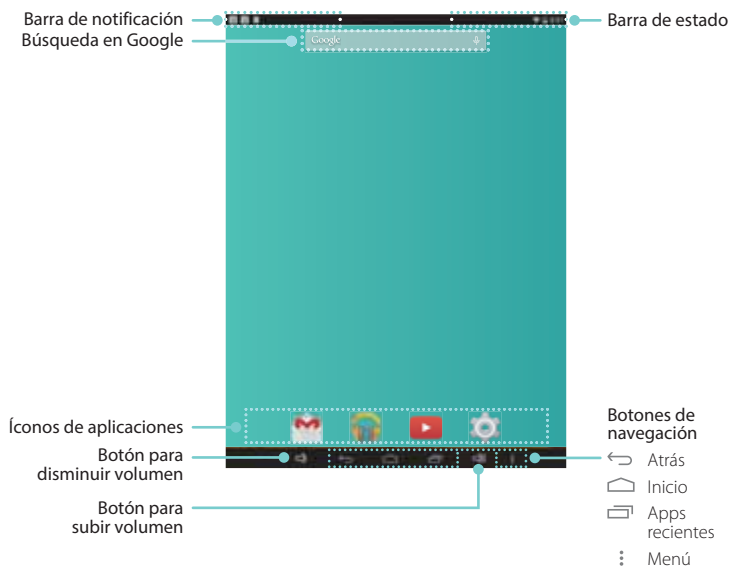 Barra de notificación
Búsqueda en Google
Barra de estado
Google
Íconos de aplicaciones
Botón para
disminuir volumen
Botón para
subir volumen
Botones de
navegación
Atrás
Inicio
Apps
recientes
Menú